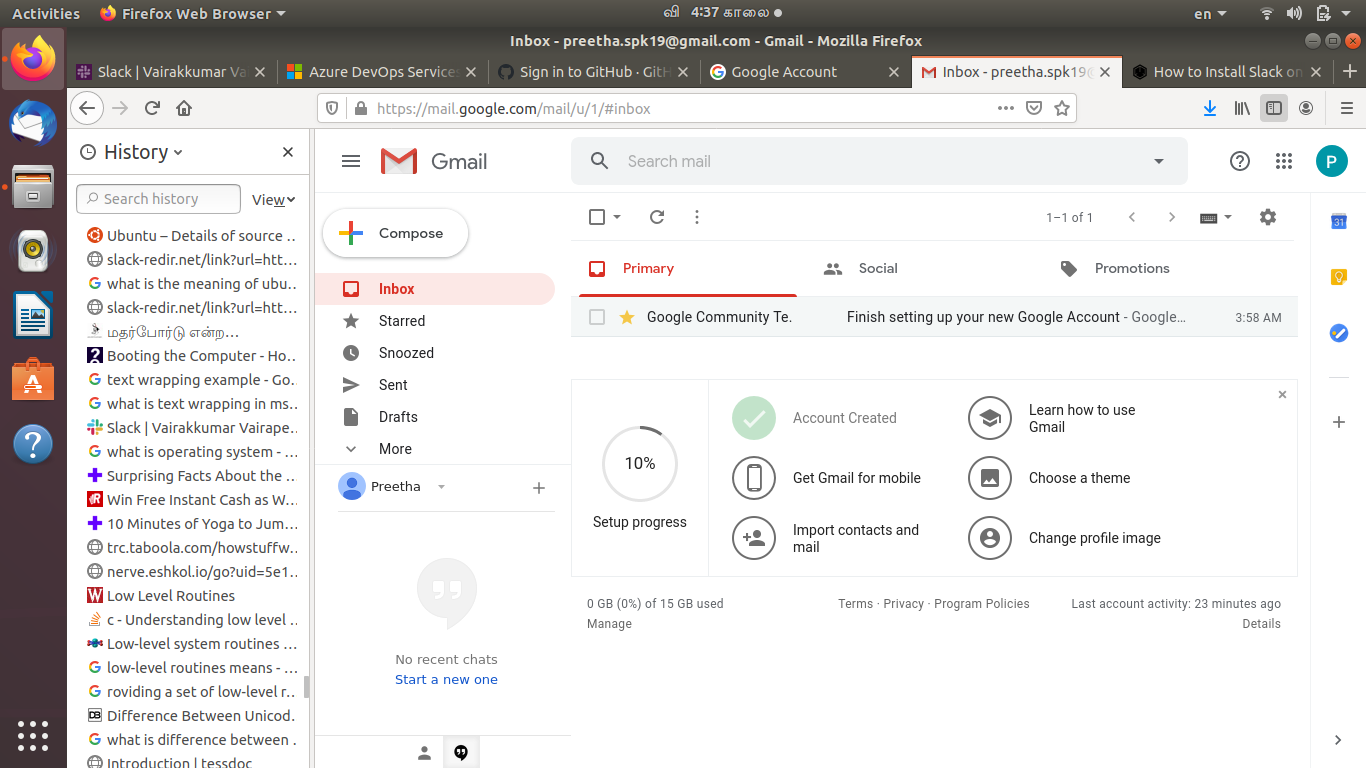 Activities
Firefox Web Browser
வி 4:37 காலை
en
Inbox - preetha.spk19@gmail.com - Gmail - Mozilla Firefox
Slack | Vairakkumar Va
Azure DevOps Services
Sign in to GitHub · GitH
Google Account
Inbox - preetha.spk19@
How to Install Slack on
https://mail.google.com/mail/u/1/#inbox
History
Search history
View
Ubuntu – Details of source …
slack-redir.net/link?url=htt…
what is the meaning of ubu…
slack-redir.net/link?url=htt…
மதர்போர்டு என்ற…
Booting the Computer - Ho…
text wrapping example - Go…
what is text wrapping in ms…
Slack | Vairakkumar Vairape…
what is operating system - …
Surprising Facts About the …
Win Free Instant Cash as W…
10 Minutes of Yoga to Jum…
trc.taboola.com/howstuffw…
nerve.eshkol.io/go?uid=5e1…
Low Level Routines
c - Understanding low level …
Low-level system routines …
low-level routines means - …
roviding a set of low-level r…
Difference Between Unicod…
what is difference between …
Introduction | tessdoc
Gmail
Search mail
P
Compose
Inbox
Starred
Snoozed
Sent
Drafts
More
Preetha
No recent chats
Start a new one
1–1 of 1
Primary
Social
Promotions
Google Community Te.
Finish setting up your new Google Account - Google…
3:58 AM
10%
Setup progress
Account Created
Get Gmail for mobile
Import contacts and
mail
Learn how to use
Gmail
Choose a theme
Change profile image
0 GB (0%) of 15 GB used
Manage
Terms · Privacy · Program Policies
Last account activity: 23 minutes ago
Details
31